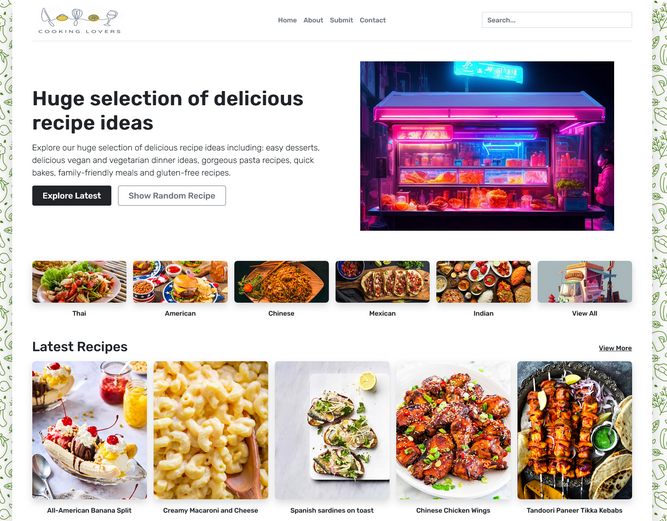 COOKING LOVERS
Home About Submit Contact
Search...
Huge selection of delicious
recipe ideas
Explore our huge selection of delicious recipe ideas including: easy desserts,
delicious vegan and vegetarian dinner ideas, gorgeous pasta recipes, quick
bakes, family-friendly meals and gluten-free recipes.
Explore Latest Show Random Recipe
Thai American Chinese Mexican Indian View All
Latest Recipes View More
All-American Banana Split Creamy Macaroni and Cheese Spanish sardines on toast Chinese Chicken Wings Tandoori Paneer Tikka Kebabs